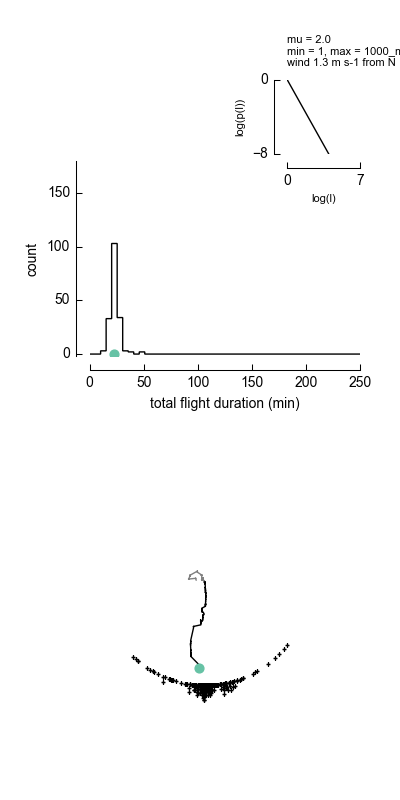 mu = 2.0
min = 1, max = 1000_m
wind 1.3 m s-1 from N
0
log(p(l))
−8
0 7
log(l)
150
100
count
50
0
0 50 100 150 200 250
total flight duration (min)